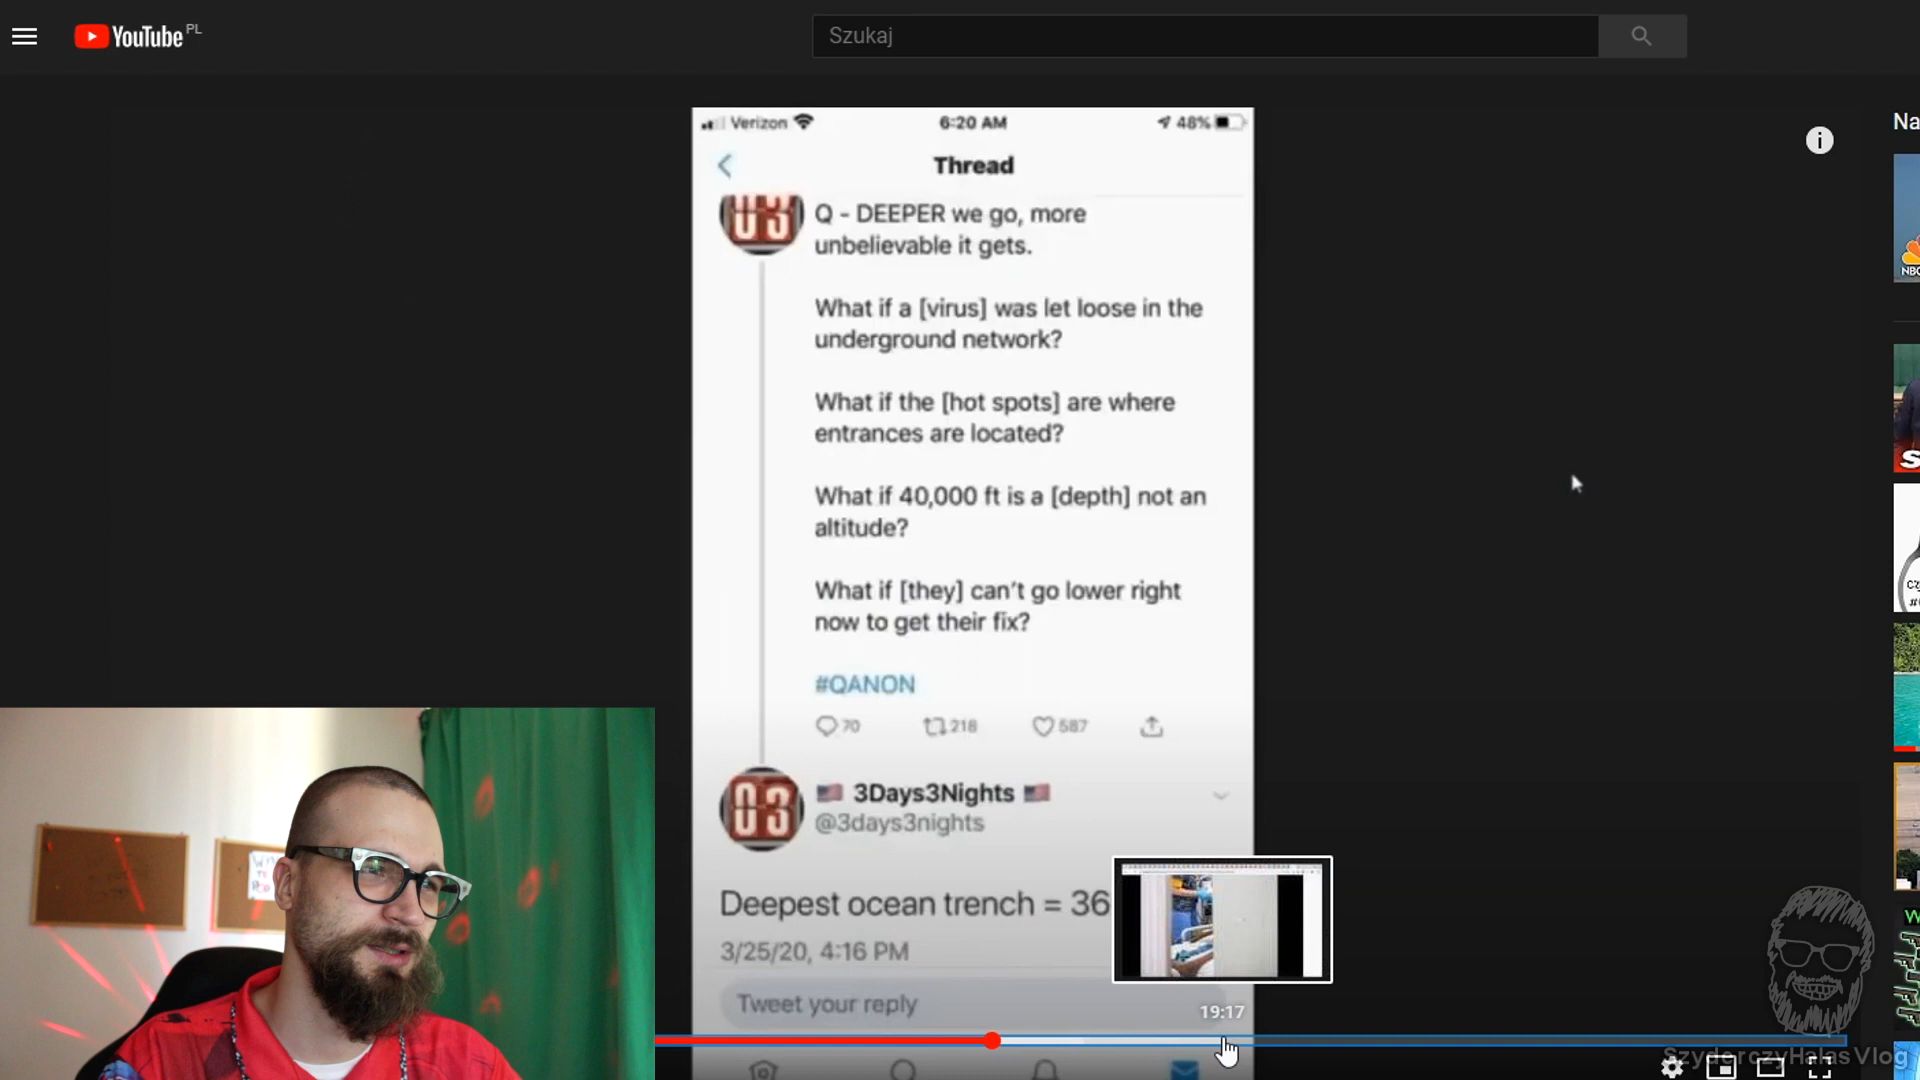 YouTube PL
Szukaj
Na
Verizon
6:20 AM
48%
Thread
03
Q - DEEPER we go, more
unbelievable it gets.
What if a [virus] was let loose in the
underground network?
What if the [hot spots] are where
entrances are located?
What if 40,000 ft is a [depth] not an
altitude?
What if [they] can't go lower right
now to get their fix?
#QANON
70
218
587
03
3Days3Nights
@3days3nights
Deepest ocean trench = 36
3/25/20, 4:16 PM
Tweet your reply
19:17
SzyderczyHałasVlog